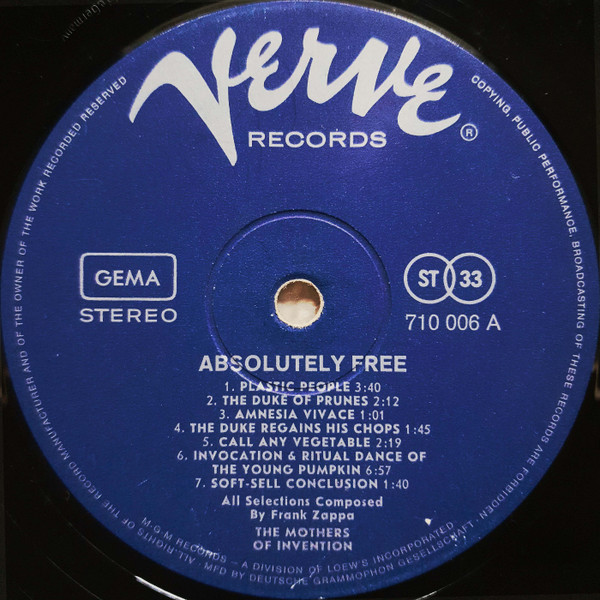 Verve
RECORDS ®
GEMA
STEREO
ST 33
710 006 A
ABSOLUTELY FREE
1. PLASTIC PEOPLE 3:40
2. THE DUKE OF PRUNES 2:12
3. AMNESIA VIVACE 1:01
4. THE DUKE REGAINS HIS CHOPS 1:45
5. CALL ANY VEGETABLE 2:19
6. INVOCATION & RITUAL DANCE OF
THE YOUNG PUMPKIN 6:57
7. SOFT-SELL CONCLUSION 1:40
All Selections Composed
By Frank Zappa
THE MOTHERS
OF INVENTION
M·G·M RECORDS – A DIVISION OF LOEW'S INCORPORATED
ALL RIGHTS OF THE RECORD MANUFACTURER AND OF THE OWNER OF THE WORK RECORDED RESERVED
COPYING, PUBLIC PERFORMANCE, BROADCASTING OF THESE RECORDS ARE FORBIDDEN · MFD BY DEUTSCHE GRAMMOPHON GESELLSCHAFT ·